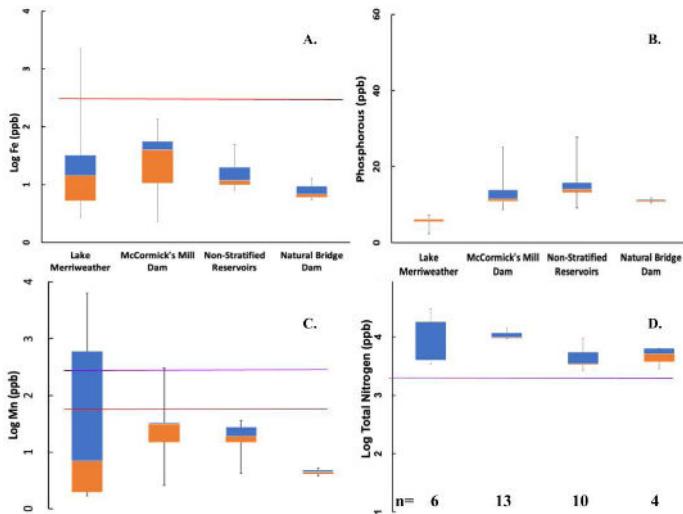 A.
Log Fe (ppb)
4
3
2
1
0
Lake
Merriweather
McCormick's Mill
Dam
Non-Stratified
Reservoirs
Natural Bridge
Dam
B.
Phosphorous (ppb)
60
40
20
0
Lake
Merriweather
McCormick's Mill
Dam
Non-Stratified
Reservoirs
Natural Bridge
Dam
C.
Log Mn (ppb)
4
3
2
1
0
D.
Log Total Nitrogen (ppb)
4
3
2
1
n= 6 13 10 4